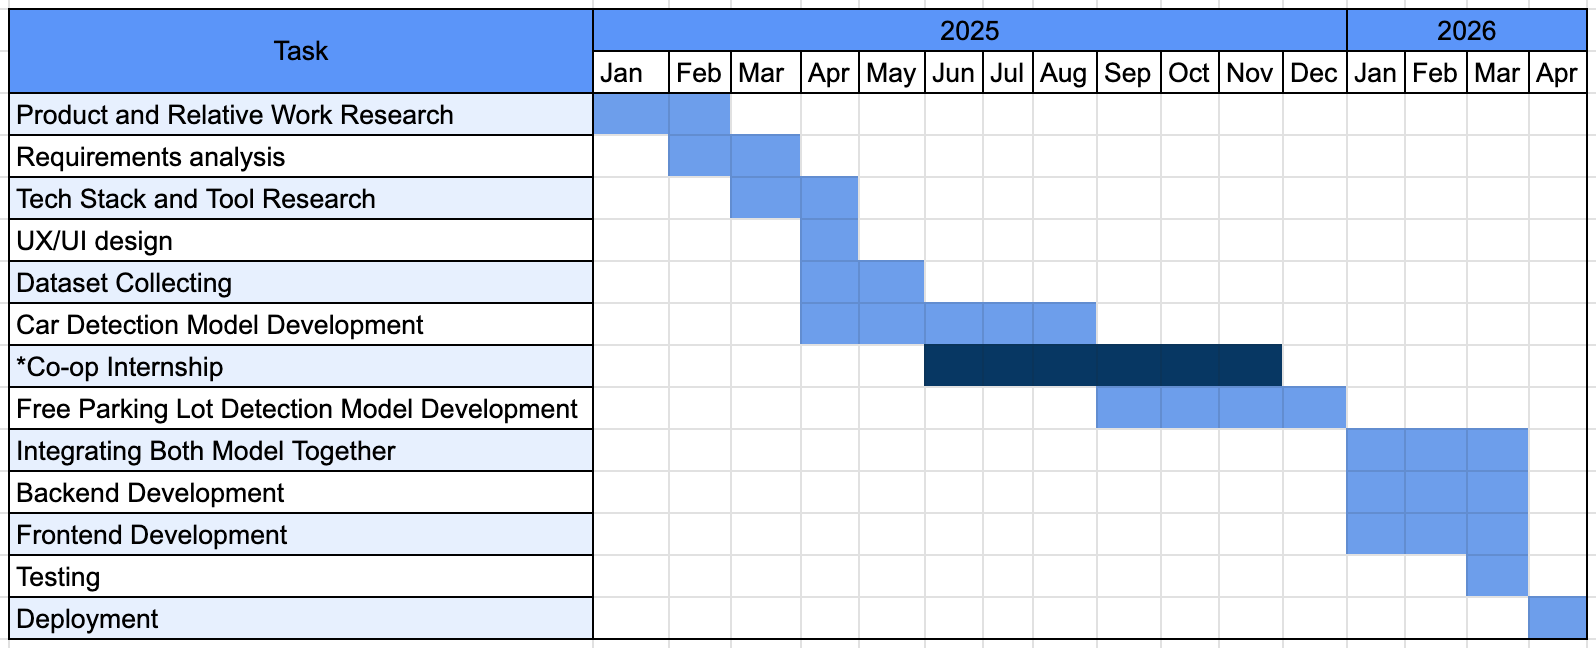 Task
2025
2026
Jan Feb Mar Apr May Jun Jul Aug Sep Oct Nov Dec Jan Feb Mar Apr
Product and Relative Work Research
Requirements analysis
Tech Stack and Tool Research
UX/UI design
Dataset Collecting
Car Detection Model Development
*Co-op Internship
Free Parking Lot Detection Model Development
Integrating Both Model Together
Backend Development
Frontend Development
Testing
Deployment